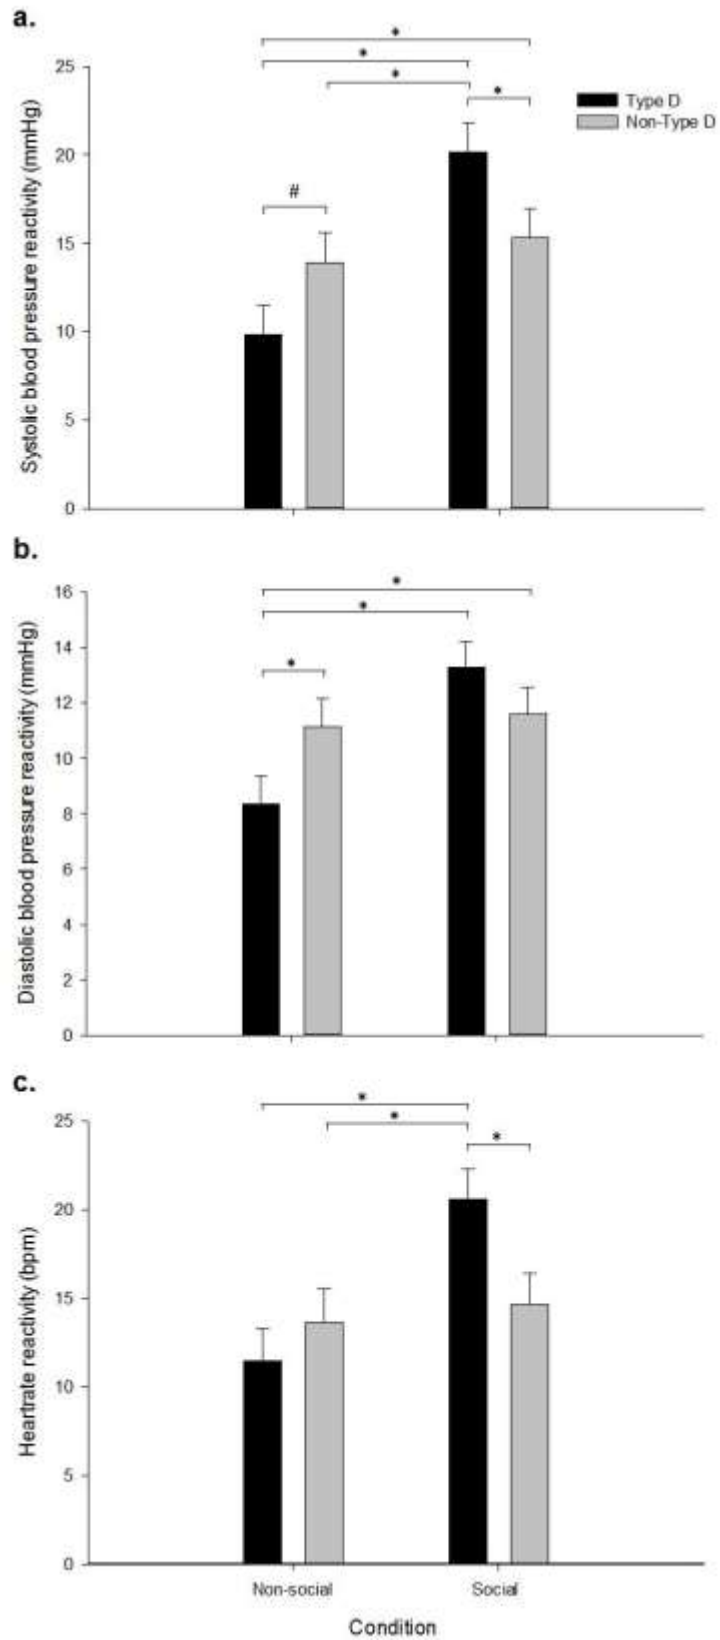 a.
*
*
*
*
#
25
20
15
10
5
0
Systolic blood pressure reactivity (mmHg)
Type D
Non-Type D
b.
*
*
*
16
14
12
10
8
6
4
2
0
Diastolic blood pressure reactivity (mmHg)
c.
*
*
*
25
20
15
10
5
0
Heartrate reactivity (bpm)
Non-social
Social
Condition